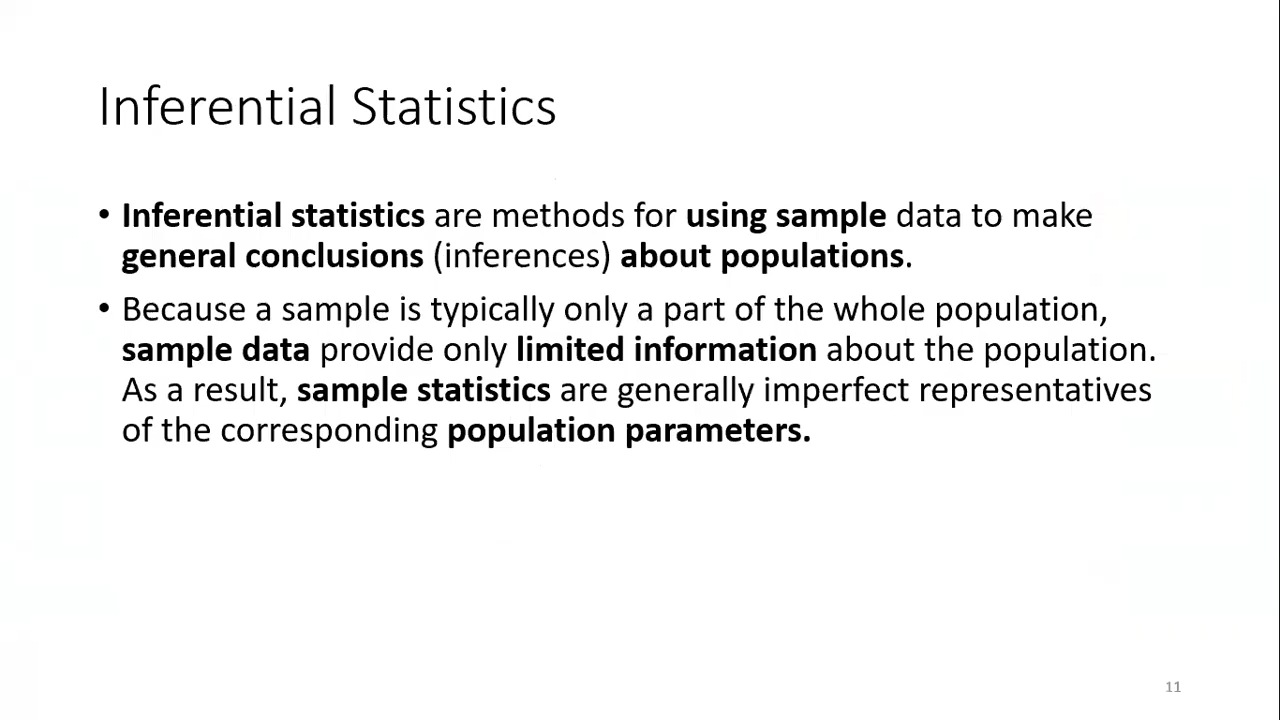 Inferential Statistics
• Inferential statistics are methods for using sample data to make
general conclusions (inferences) about populations.
• Because a sample is typically only a part of the whole population,
sample data provide only limited information about the population.
As a result, sample statistics are generally imperfect representatives
of the corresponding population parameters.
11